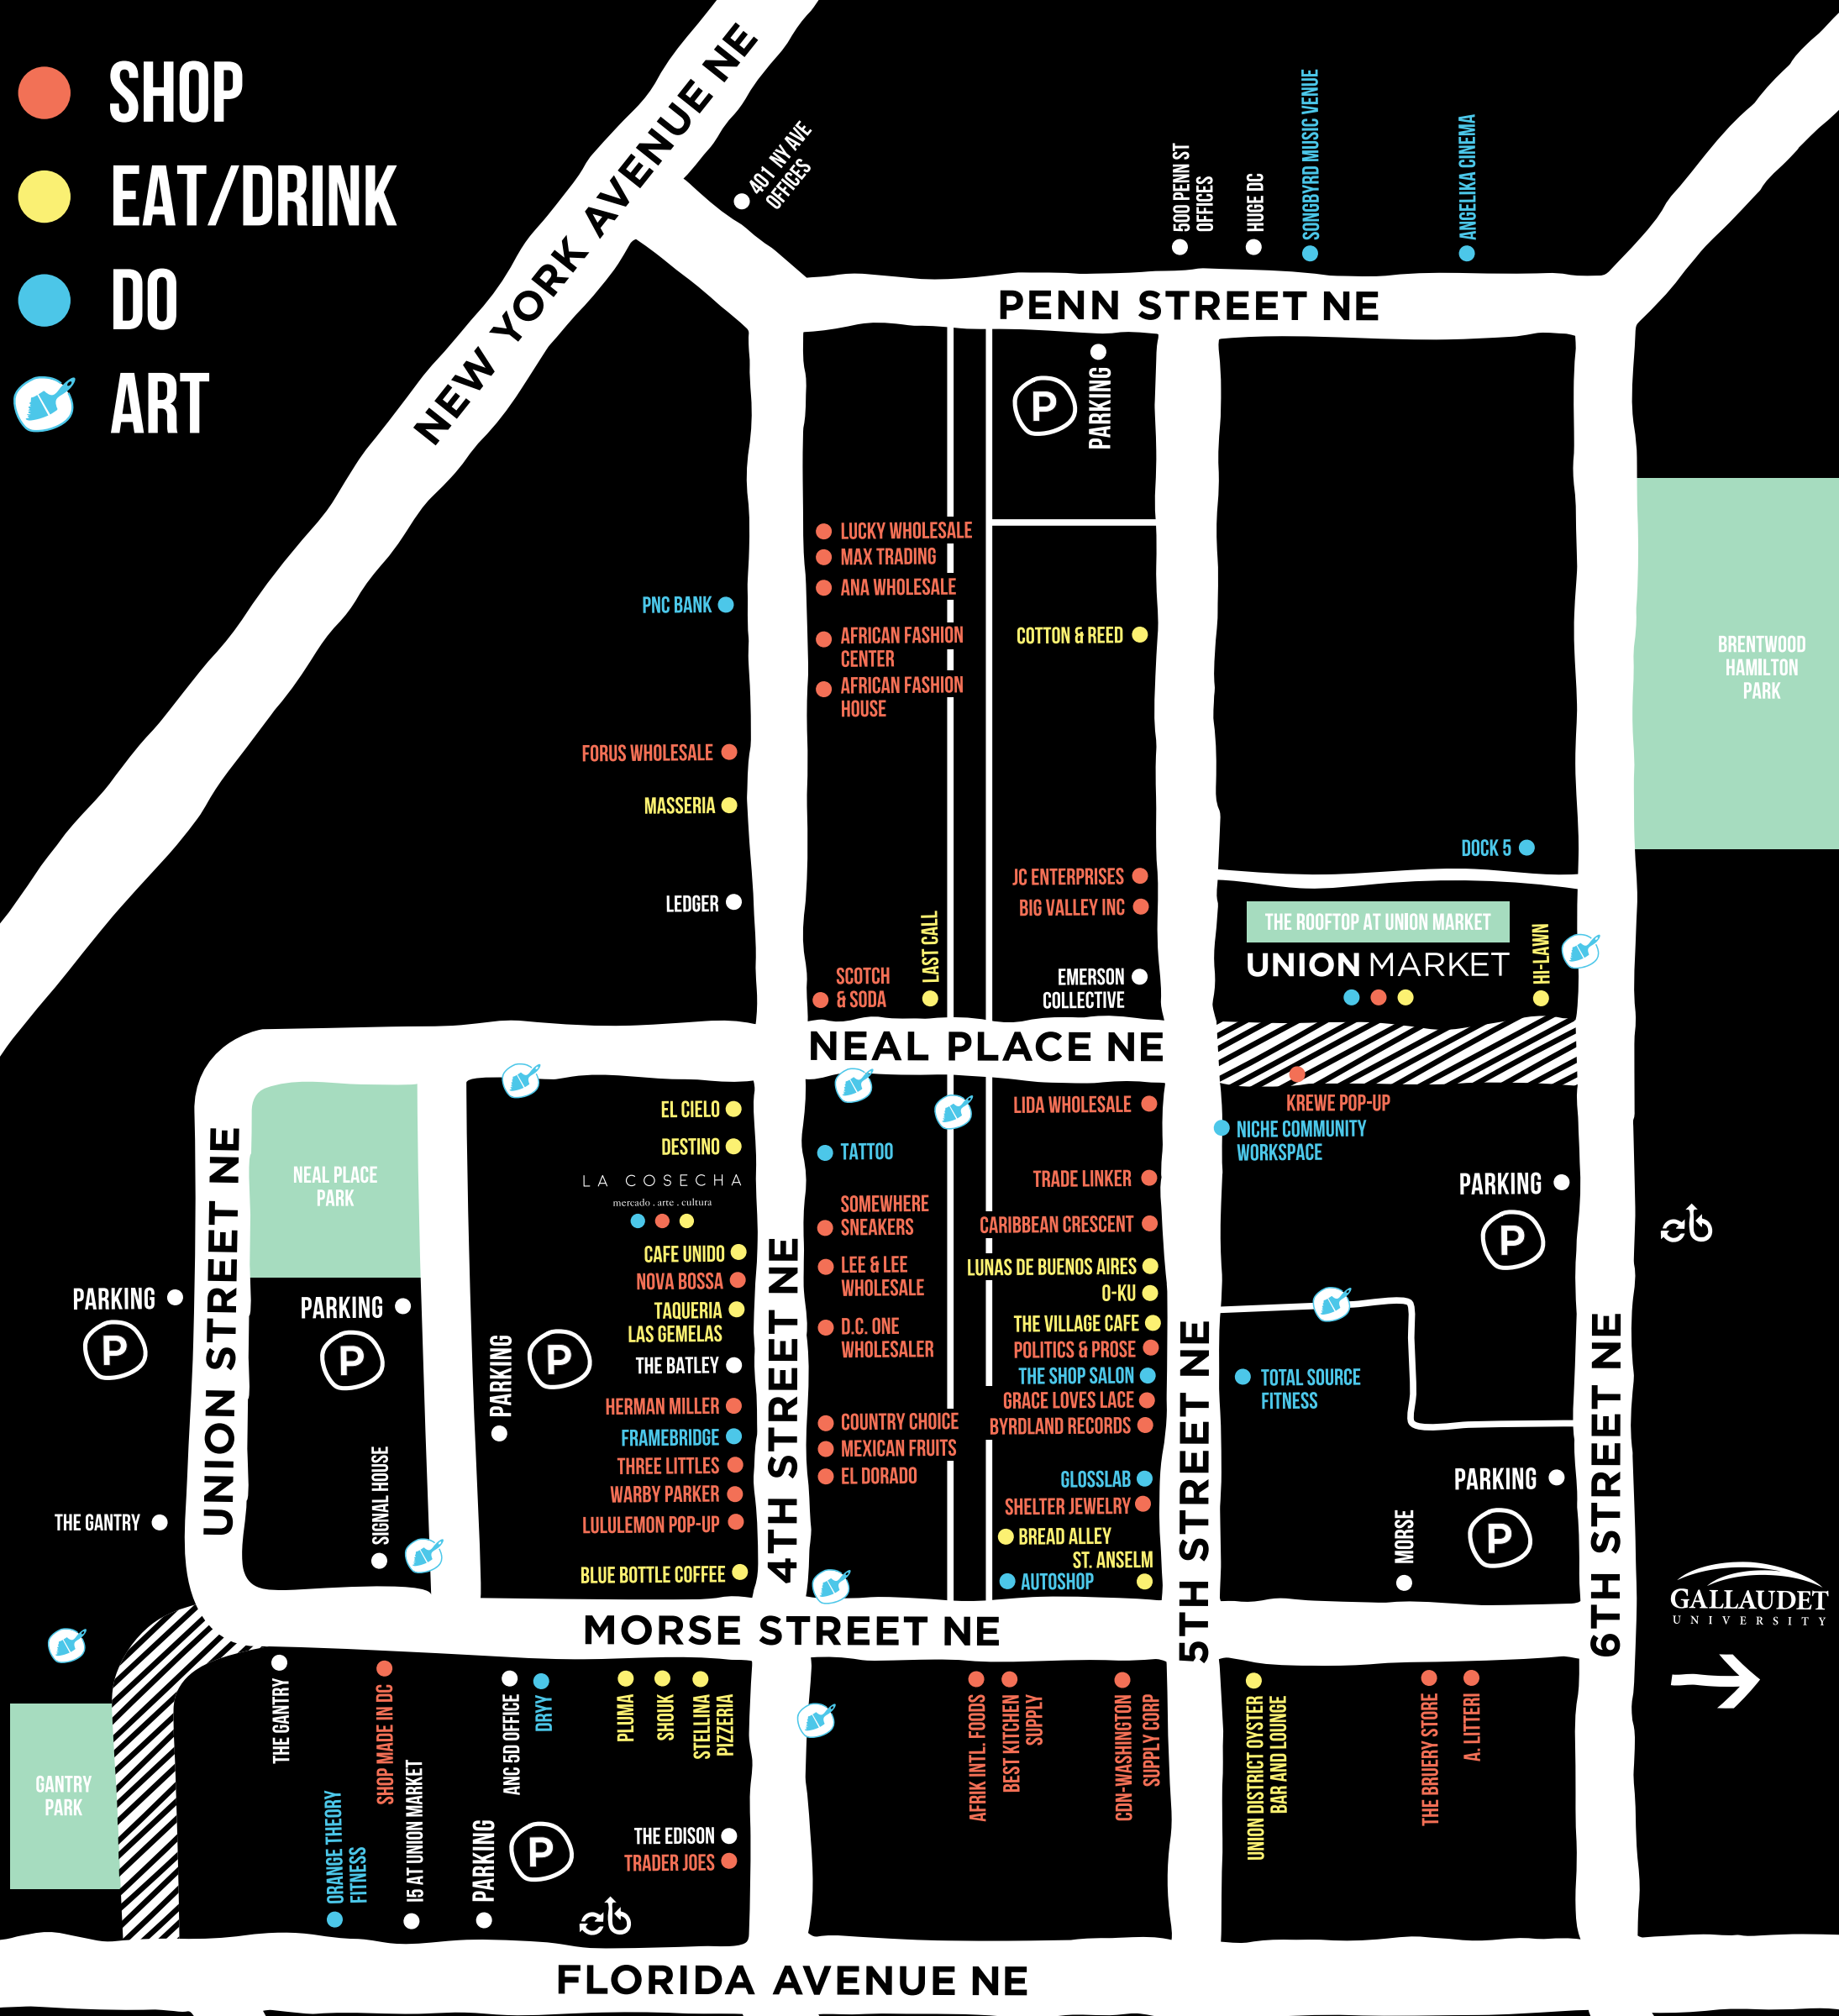 SHOP
EAT/DRINK
DO
ART
NEW YORK AVENUE NE
401 NY AVE
OFFICES
500 PENN ST
OFFICES
HUGE DC
SONGBYRD MUSIC VENUE
ANGELIKA CINEMA
PENN STREET NE
P
PARKING
LUCKY WHOLESALE
MAX TRADING
ANA WHOLESALE
AFRICAN FASHION
CENTER
AFRICAN FASHION
HOUSE
PNC BANK
COTTON & REED
BRENTWOOD
HAMILTON
PARK
FORUS WHOLESALE
MASSERIA
LEDGER
DOCK 5
JC ENTERPRISES
BIG VALLEY INC
SCOTCH
& SODA
LAST CALL
EMERSON
COLLECTIVE
THE ROOFTOP AT UNION MARKET
UNION MARKET
HI-LAWN
NEAL PLACE NE
KREWE POP-UP
NICHE COMMUNITY
WORKSPACE
PARKING
P
UNION STREET NE
NEAL PLACE
PARK
PARKING
P
PARKING
P
THE GANTRY
SIGNAL HOUSE
PARKING
P
EL CIELO
DESTINO
LA COSECHA
mercado . arte . cultura
CAFE UNIDO
NOVA BOSSA
TAQUERIA
LAS GEMELAS
THE BATLEY
HERMAN MILLER
FRAMEBRIDGE
THREE LITTLES
WARBY PARKER
LULULEMON POP-UP
BLUE BOTTLE COFFEE
4TH STREET NE
TATTOO
SOMEWHERE
SNEAKERS
LEE & LEE
WHOLESALE
D.C. ONE
WHOLESALER
COUNTRY CHOICE
MEXICAN FRUITS
EL DORADO
LIDA WHOLESALE
TRADE LINKER
CARIBBEAN CRESCENT
LUNAS DE BUENOS AIRES
O-KU
THE VILLAGE CAFE
POLITICS & PROSE
THE SHOP SALON
GRACE LOVES LACE
BYRDLAND RECORDS
GLOSSLAB
SHELTER JEWELRY
BREAD ALLEY
ST. ANSELM
AUTOSHOP
5TH STREET NE
TOTAL SOURCE
FITNESS
PARKING
P
MORSE
6TH STREET NE
GALLAUDET
UNIVERSITY
MORSE STREET NE
GANTRY
PARK
THE GANTRY
ORANGE THEORY
FITNESS
SHOP MADE IN DC
I5 AT UNION MARKET
PARKING
P
ANC 5D OFFICE
DRYY
PLUMA
SHOUK
STELLINA
PIZZERIA
THE EDISON
TRADER JOES
AFRIK INTL. FOODS
BEST KITCHEN
SUPPLY
CDN-WASHINGTON
SUPPLY CORP
UNION DISTRICT OYSTER
BAR AND LOUNGE
THE BRUERY STORE
A. LITTERI
FLORIDA AVENUE NE